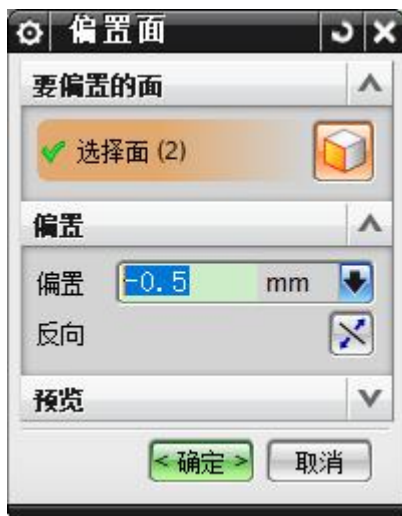 偏置面
要偏置的面
选择面 (2)
偏置
偏置 -0.5 mm
反向
预览
<确定> 取消